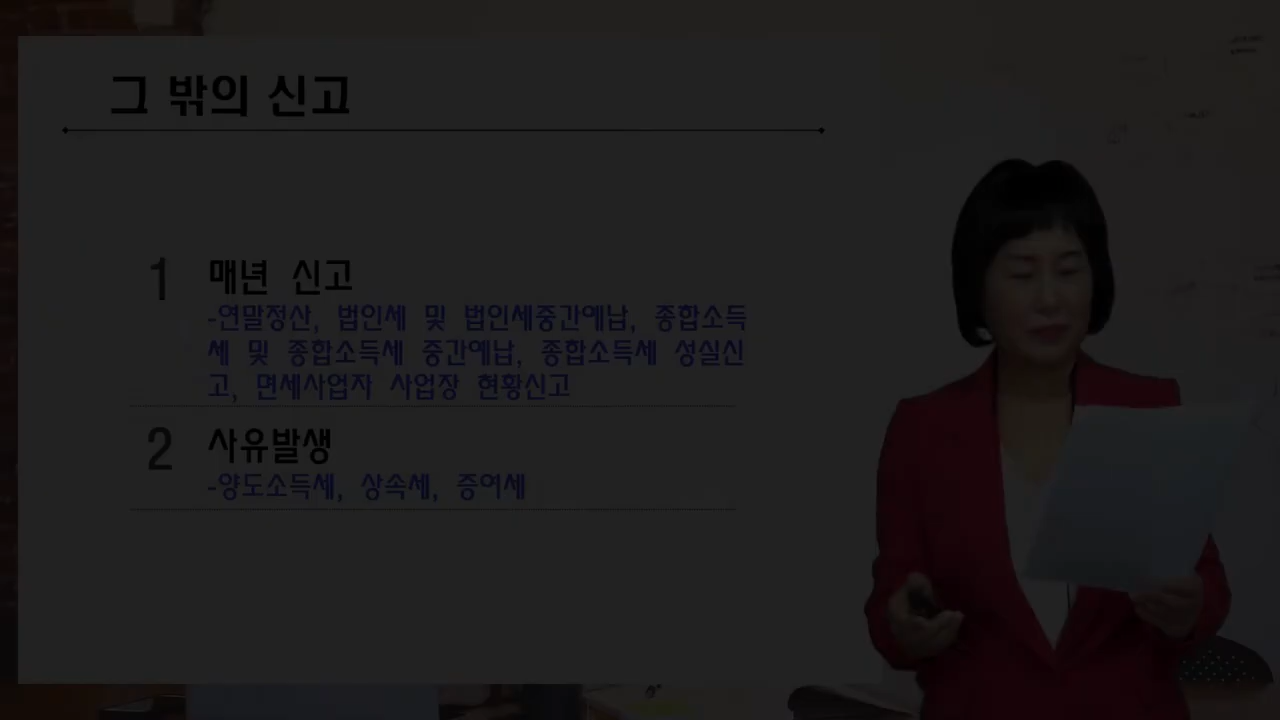 그 밖의 신고
1 매년 신고
-연말정산, 법인세 및 법인세중간예납, 종합소득
세 및 종합소득세 중간예납, 종합소득세 성실신
고, 면세사업자 사업장 현황신고
2 사유발생
-양도소득세, 상속세, 증여세